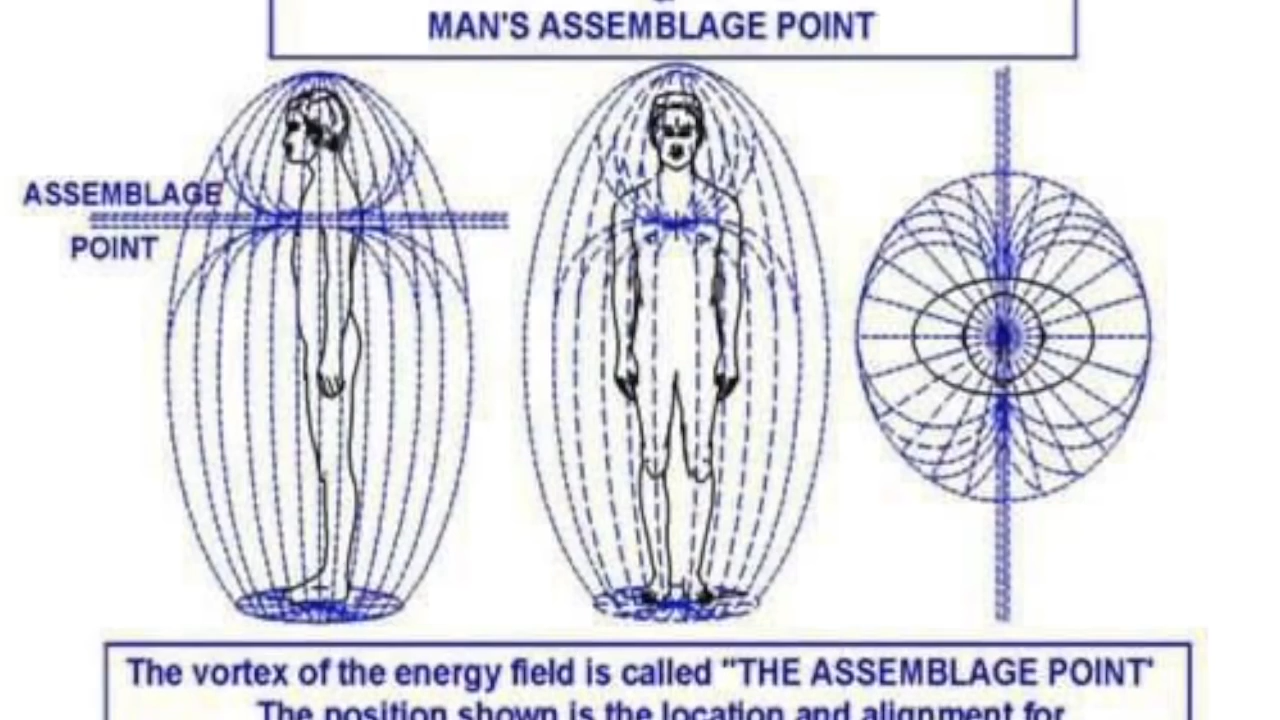 MAN'S ASSEMBLAGE POINT
ASSEMBLAGE
POINT
The vortex of the energy field is called "THE ASSEMBLAGE POINT'
The position shown is the location and alignment for